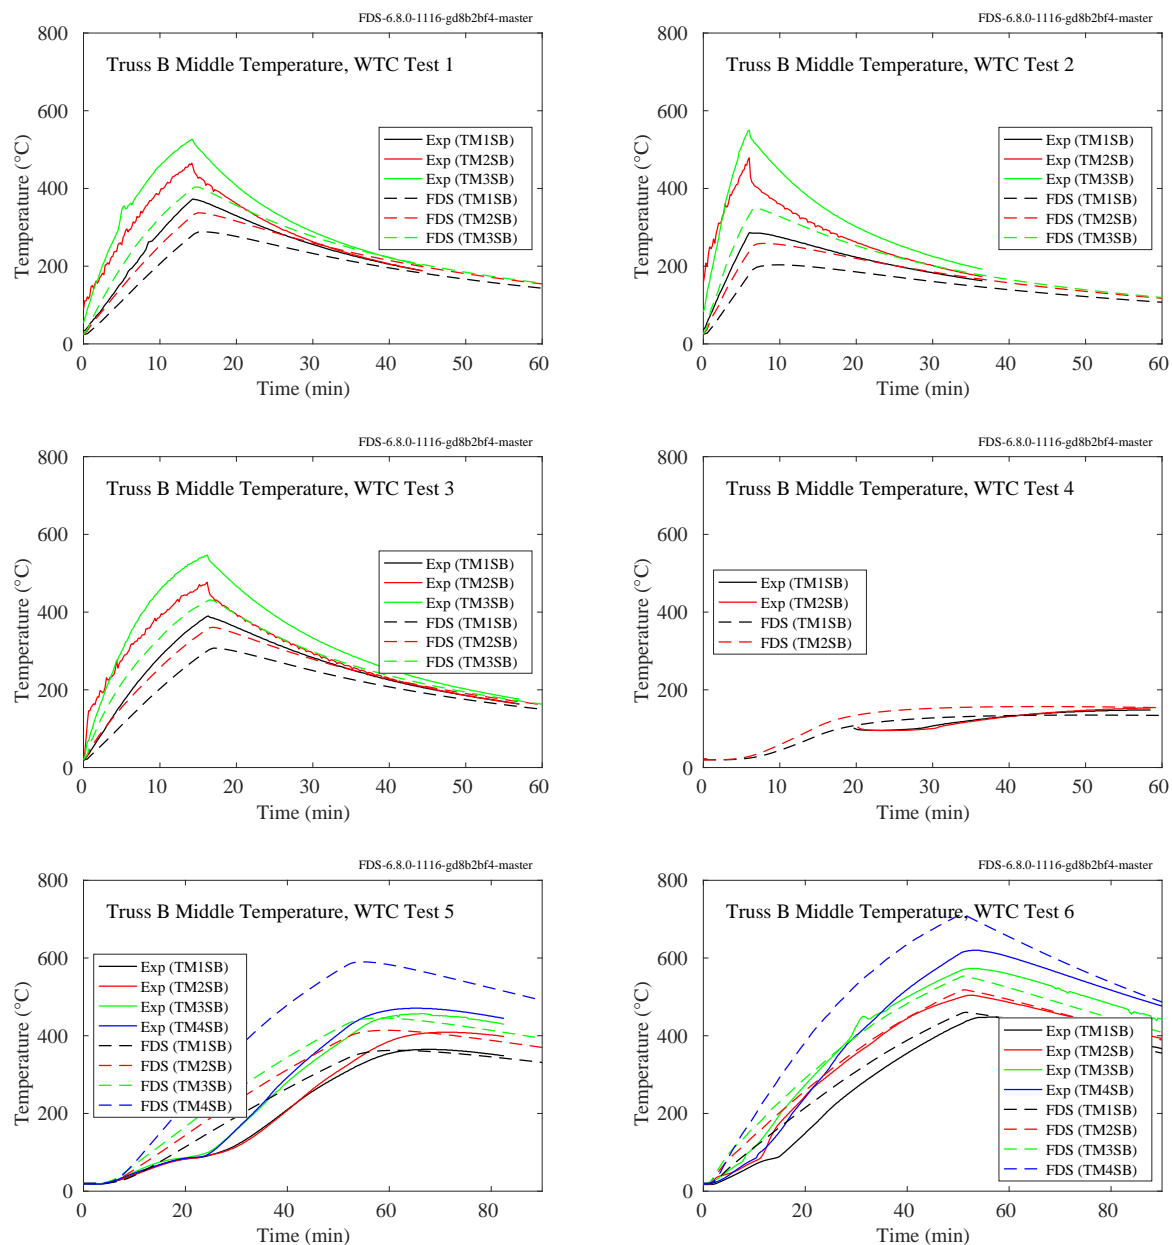 FDS-6.8.0-1116-gd8b2bf4-master
Truss B Middle Temperature, WTC Test 1
Temperature (°C)
800
600
400
200
0
Exp (TM1SB)
Exp (TM2SB)
Exp (TM3SB)
FDS (TM1SB)
FDS (TM2SB)
FDS (TM3SB)
0 10 20 30 40 50 60
Time (min)
FDS-6.8.0-1116-gd8b2bf4-master
Truss B Middle Temperature, WTC Test 2
Temperature (°C)
800
600
400
200
0
Exp (TM1SB)
Exp (TM2SB)
Exp (TM3SB)
FDS (TM1SB)
FDS (TM2SB)
FDS (TM3SB)
0 10 20 30 40 50 60
Time (min)
FDS-6.8.0-1116-gd8b2bf4-master
Truss B Middle Temperature, WTC Test 3
Temperature (°C)
800
600
400
200
0
Exp (TM1SB)
Exp (TM2SB)
Exp (TM3SB)
FDS (TM1SB)
FDS (TM2SB)
FDS (TM3SB)
0 10 20 30 40 50 60
Time (min)
FDS-6.8.0-1116-gd8b2bf4-master
Truss B Middle Temperature, WTC Test 4
Temperature (°C)
800
600
400
200
0
Exp (TM1SB)
Exp (TM2SB)
FDS (TM1SB)
FDS (TM2SB)
0 10 20 30 40 50 60
Time (min)
FDS-6.8.0-1116-gd8b2bf4-master
Truss B Middle Temperature, WTC Test 5
Temperature (°C)
800
600
400
200
0
Exp (TM1SB)
Exp (TM2SB)
Exp (TM3SB)
Exp (TM4SB)
FDS (TM1SB)
FDS (TM2SB)
FDS (TM3SB)
FDS (TM4SB)
0 20 40 60 80
Time (min)
FDS-6.8.0-1116-gd8b2bf4-master
Truss B Middle Temperature, WTC Test 6
Temperature (°C)
800
600
400
200
0
Exp (TM1SB)
Exp (TM2SB)
Exp (TM3SB)
Exp (TM4SB)
FDS (TM1SB)
FDS (TM2SB)
FDS (TM3SB)
FDS (TM4SB)
0 20 40 60 80
Time (min)